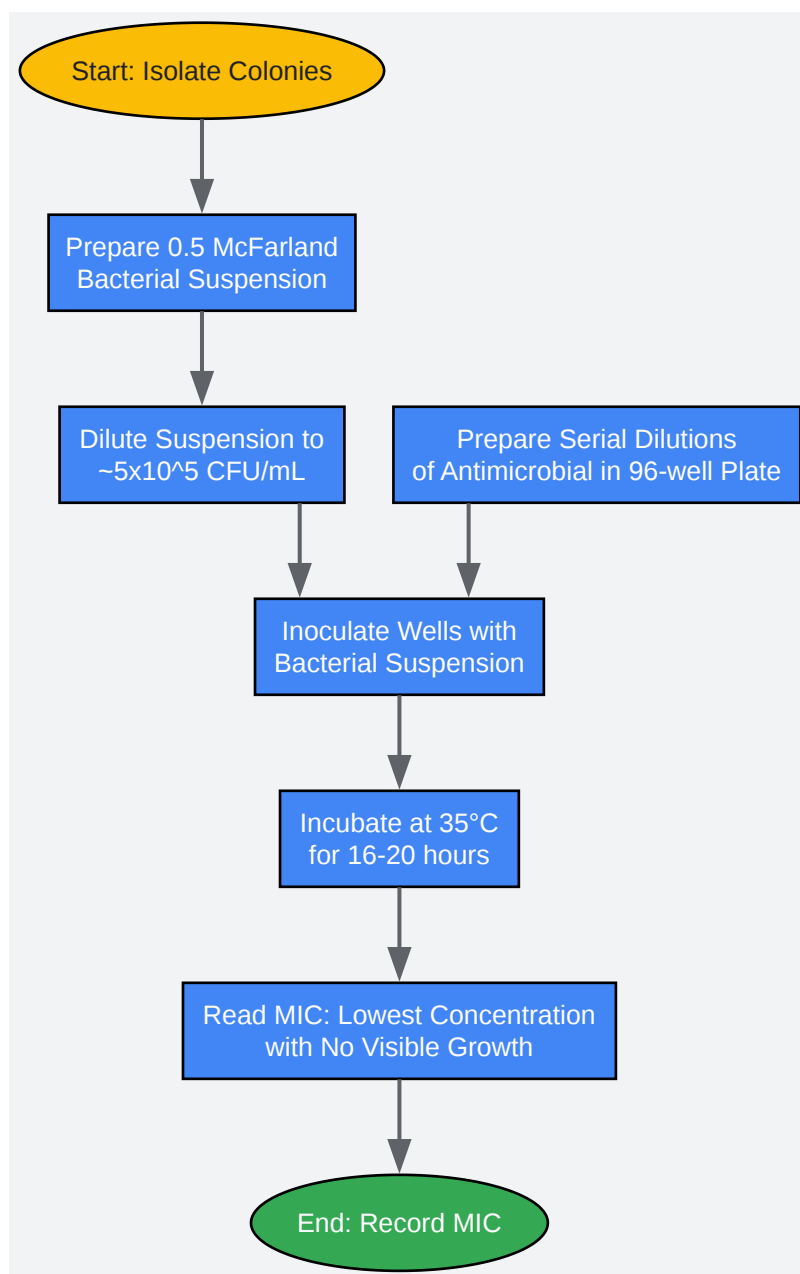 Start: Isolate Colonies
Prepare 0.5 McFarland
Bacterial Suspension
Dilute Suspension to
~5x10^5 CFU/mL
Prepare Serial Dilutions
of Antimicrobial in 96-well Plate
Inoculate Wells with
Bacterial Suspension
Incubate at 35°C
for 16-20 hours
Read MIC: Lowest Concentration
with No Visible Growth
End: Record MIC